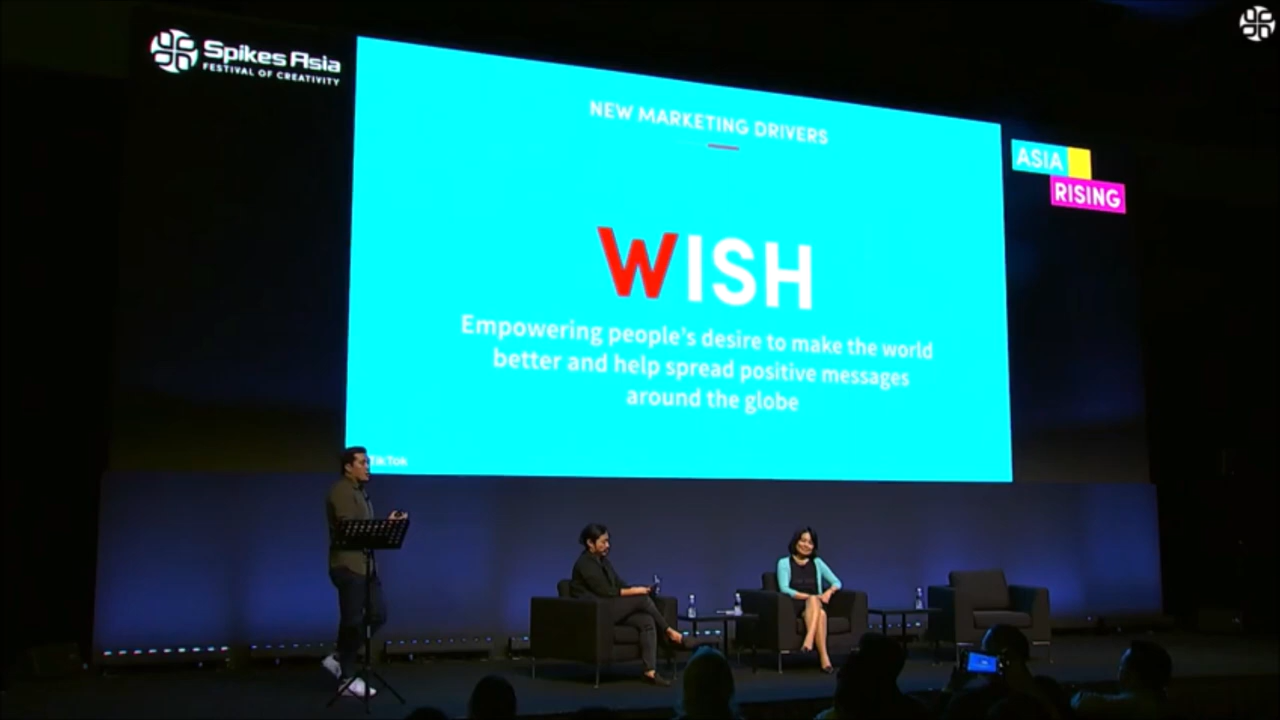 Spikes Asia
FESTIVAL OF CREATIVITY
NEW MARKETING DRIVERS
ASIA
RISING
WISH
Empowering people's desire to make the world
better and help spread positive messages
around the globe
TikTok